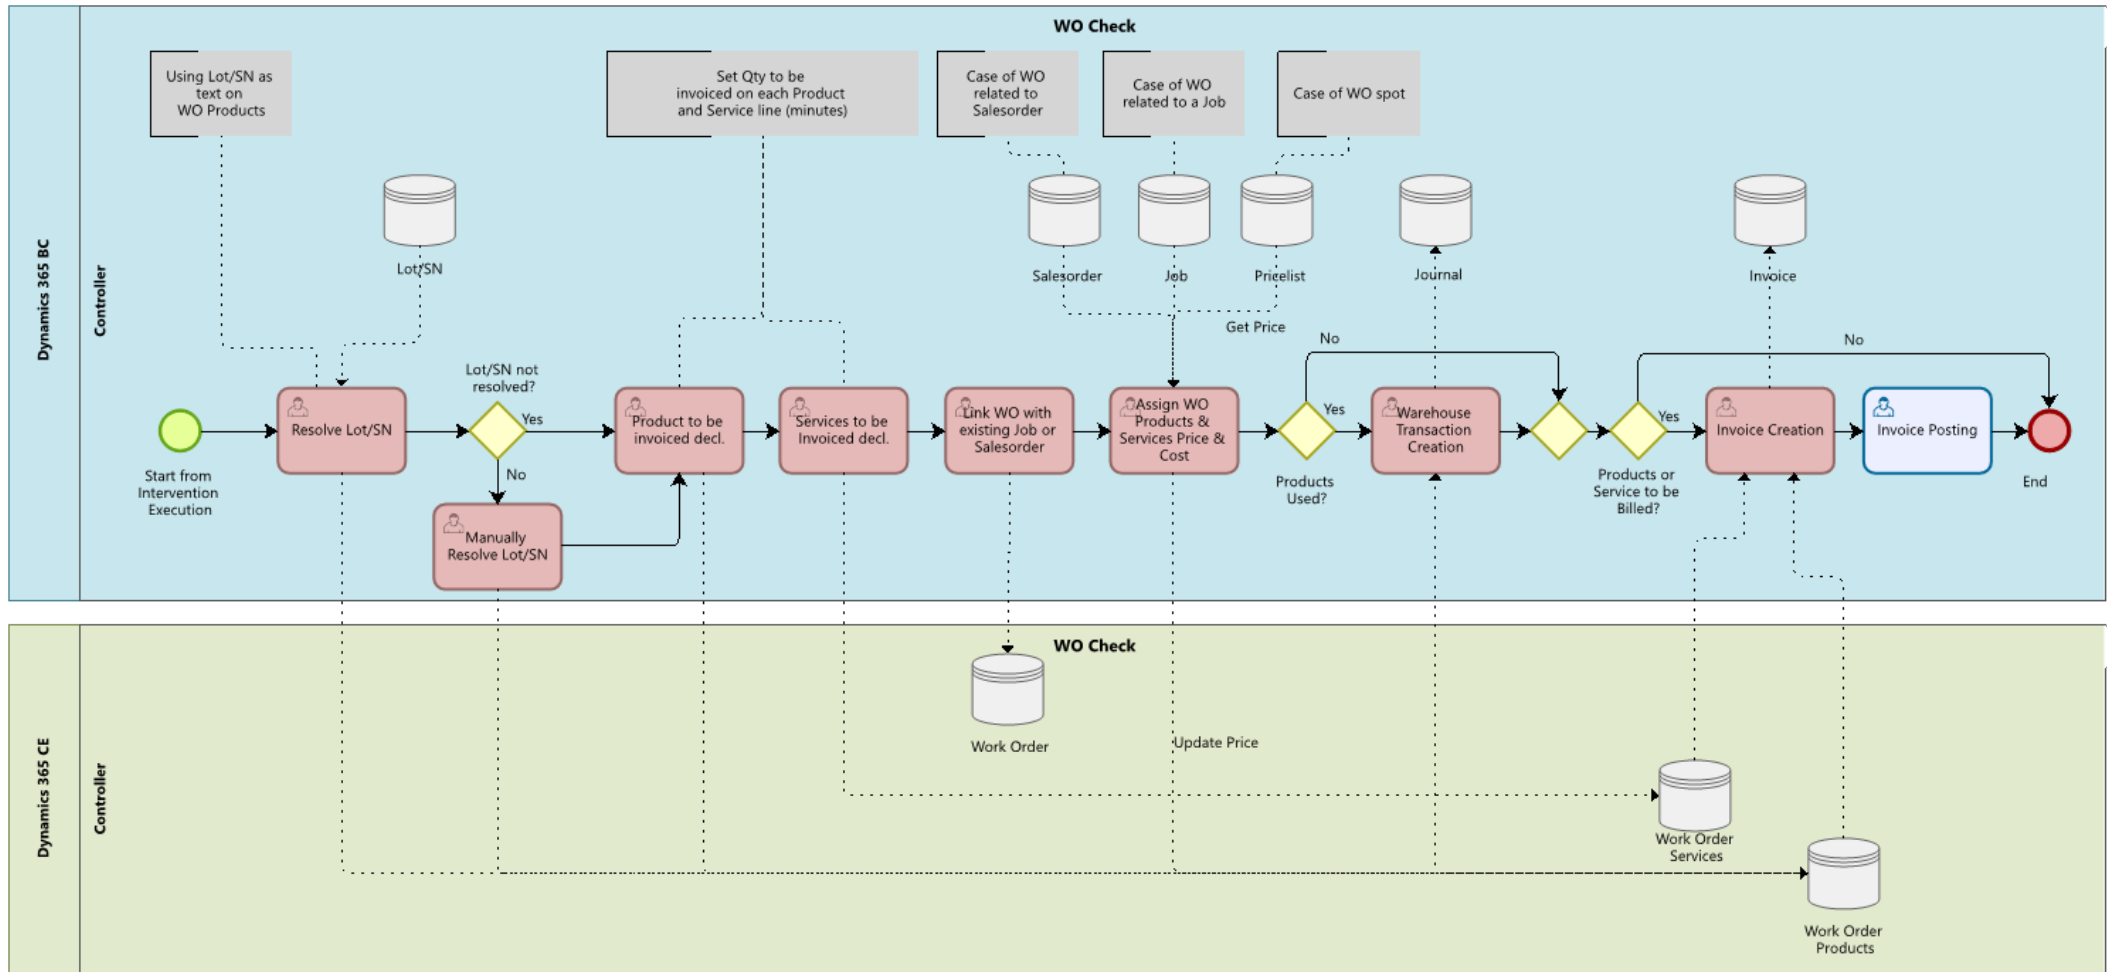 WO Check
Dynamics 365 BC
Controller
Using Lot/SN as
text on
WO Products
Set Qty to be
invoiced on each Product
and Service line (minutes)
Case of WO
related to
Salesorder
Case of WO
related to a Job
Case of WO spot
Lot/SN
Salesorder
Job
Pricelist
Journal
Invoice
Get Price
No
No
Lot/SN not
resolved?
Start from
Intervention
Execution
Resolve Lot/SN
Yes
No
Manually
Resolve Lot/SN
Product to be
invoiced decl.
Services to be
Invoiced decl.
Link WO with
existing Job or
Salesorder
Assign WO
Products &
Services Price &
Cost
Products
Used?
Yes
Warehouse
Transaction
Creation
Products or
Service to be
Billed?
Yes
Invoice Creation
Invoice Posting
End
WO Check
Dynamics 365 CE
Controller
Work Order
Update Price
Work Order
Services
Work Order
Products